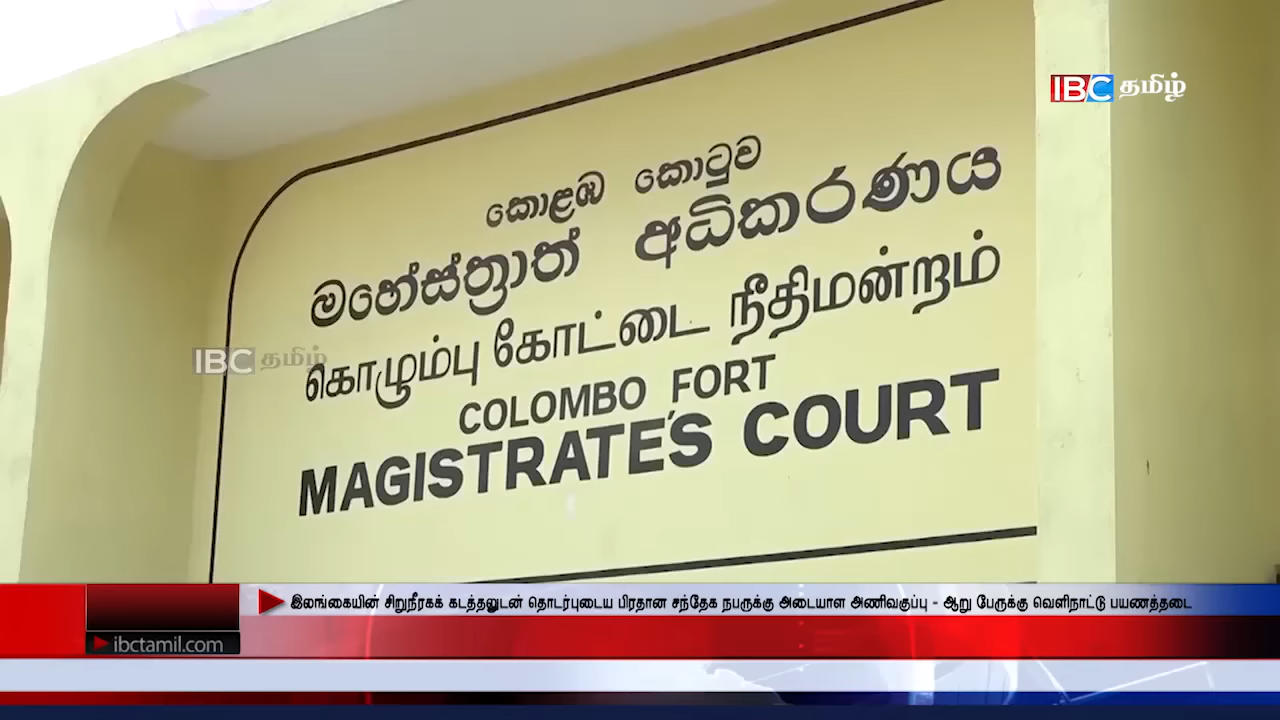 IBC தமிழ்
කොළඹ කොටුව
මහේස්ත්‍රාත් අධිකරණය
கொழும்பு கோட்டை நீதிமன்றம்
IBC தமிழ்
COLOMBO FORT
MAGISTRATE'S COURT
இலங்கையின் சிறுநீரகக் கடத்தலுடன் தொடர்புடைய பிரதான சந்தேக நபருக்கு அடையாள அணிவகுப்பு - ஆறு பேருக்கு வெளிநாட்டு பயணத்தடை
ibctamil.com